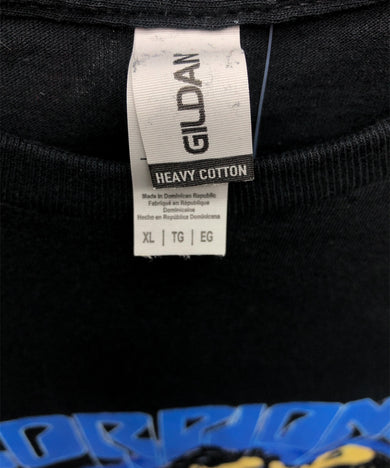 GILDAN
HEAVY COTTON
Made in Dominican Republic
Fabriqué en République
Dominicaine
Hecho en República Dominicana
XL | TG | EG